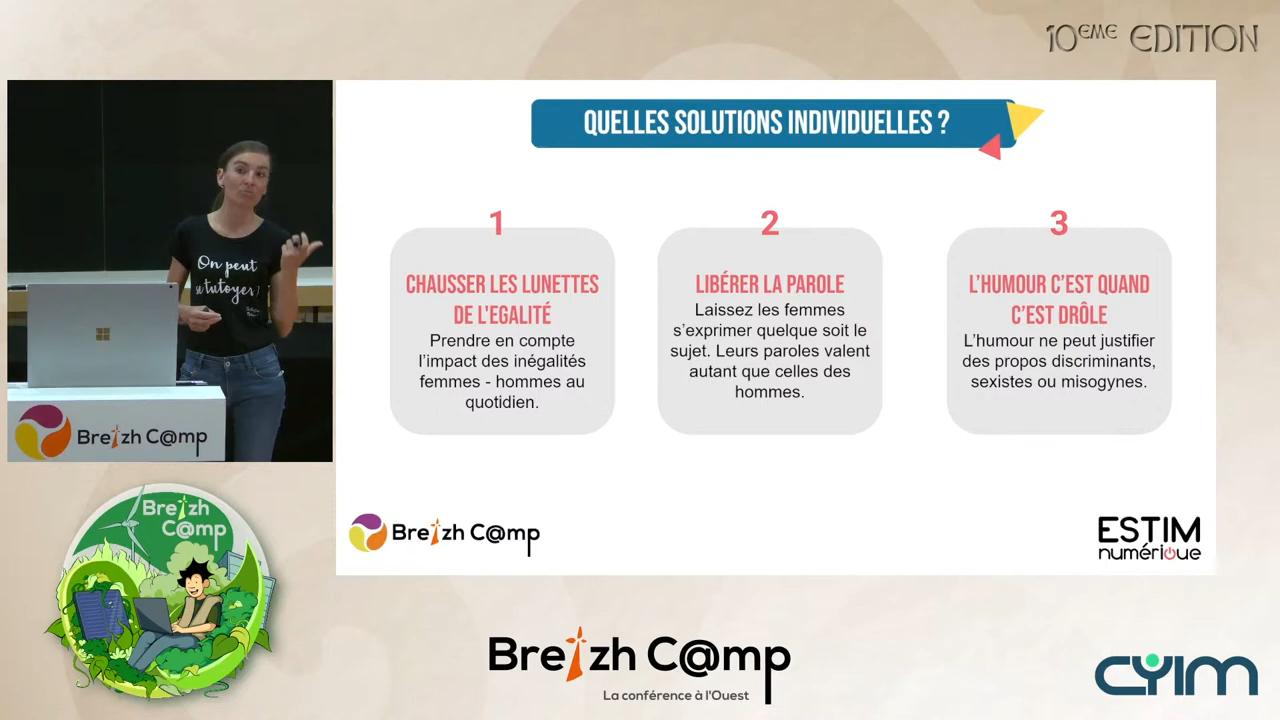 10EME EDITION
QUELLES SOLUTIONS INDIVIDUELLES ?
1
CHAUSSER LES LUNETTES
DE L'EGALITÉ
Prendre en compte
l’impact des inégalités
femmes - hommes au
quotidien.
2
LIBÉRER LA PAROLE
Laissez les femmes
s’exprimer quelque soit le
sujet. Leurs paroles valent
autant que celles des
hommes.
3
L’HUMOUR C’EST QUAND
C’EST DRÔLE
L’humour ne peut justifier
des propos discriminants,
sexistes ou misogynes.
On peut
se tutoyer !
Breizh C@mp
Breizh C@mp
ESTIM
numérique
Breizh
C@mp
Breizh C@mp
La conférence à l'Ouest
CYIM